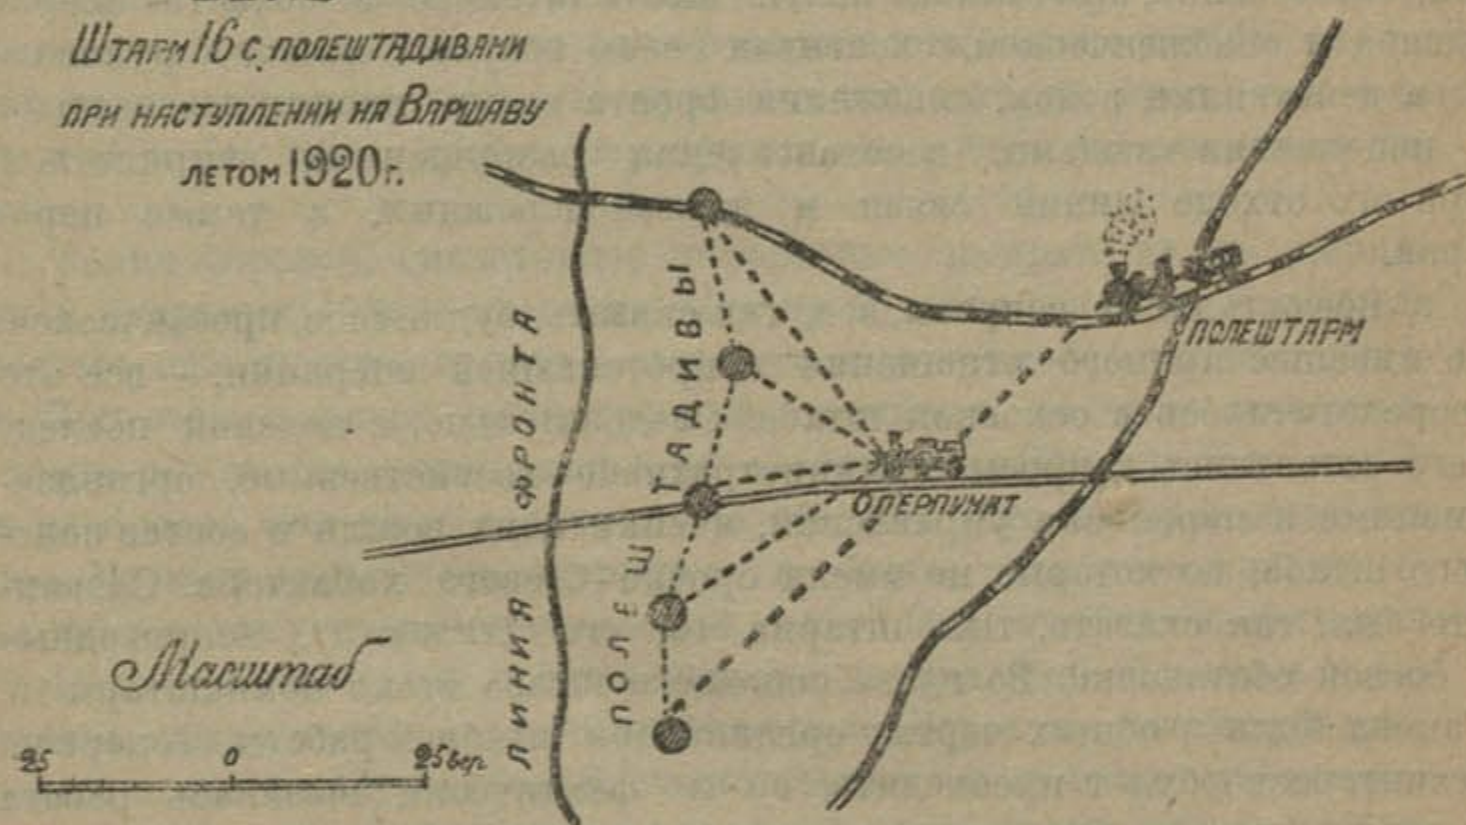 ШТАРМ 16 С ПОЛЕШТАДИВАМИ
ПРИ НАСТУПЛЕНИИ НА ВАРШАВУ
ЛЕТОМ 1920 г.
ПОЛЕШТАДИВЫ
ЛИНИЯ ФРОНТА
ПОЛЕШТАРМ
ОПЕРПУНКТ
Масштаб
25 0 25 вер.